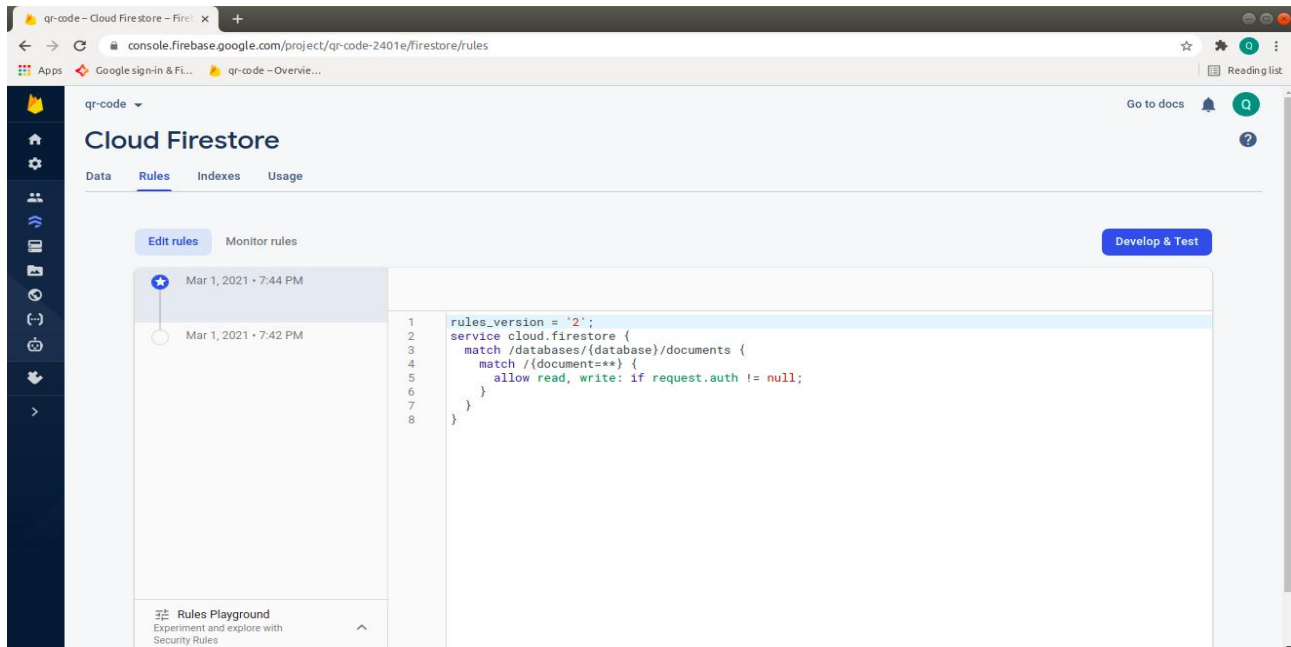 qr-code – Cloud Firestore – Fire
console.firebase.google.com/project/qr-code-2401e/firestore/rules
Q
Apps
Google sign-in & Fi...
qr-code – Overvie...
Reading list
qr-code
Go to docs
Q
Cloud Firestore
?
Data Rules Indexes Usage
Edit rules Monitor rules
Develop & Test
Mar 1, 2021 • 7:44 PM
Mar 1, 2021 • 7:42 PM
1 rules_version = '2';
2 service cloud.firestore {
3   match /databases/{database}/documents {
4     match /{document=**} {
5       allow read, write: if request.auth != null;
6     }
7   }
8 }
Rules Playground
Experiment and explore with
Security Rules